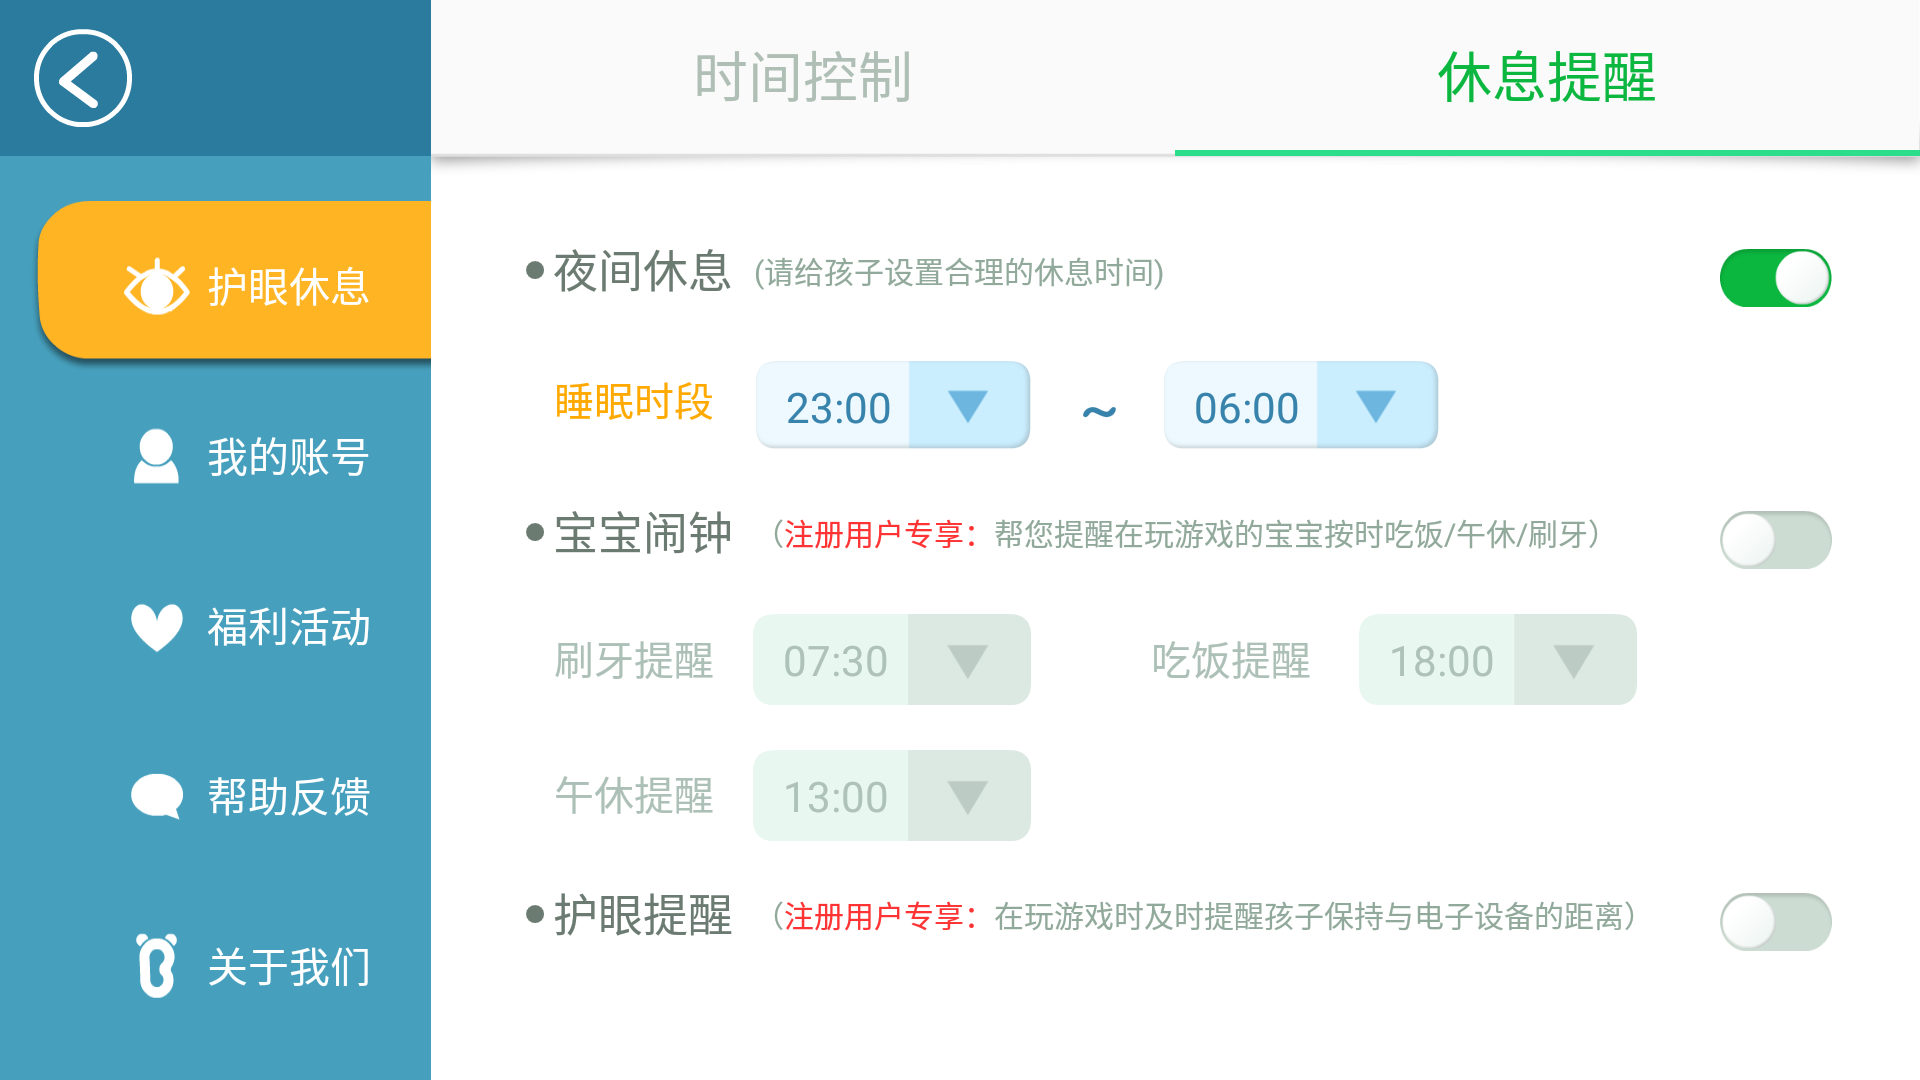 时间控制
休息提醒
护眼休息
我的账号
福利活动
帮助反馈
关于我们
夜间休息 (请给孩子设置合理的休息时间)
睡眠时段 23:00 ~ 06:00
宝宝闹钟 （注册用户专享：帮您提醒在玩游戏的宝宝按时吃饭/午休/刷牙）
刷牙提醒 07:30 吃饭提醒 18:00
午休提醒 13:00
护眼提醒 （注册用户专享：在玩游戏时及时提醒孩子保持与电子设备的距离）